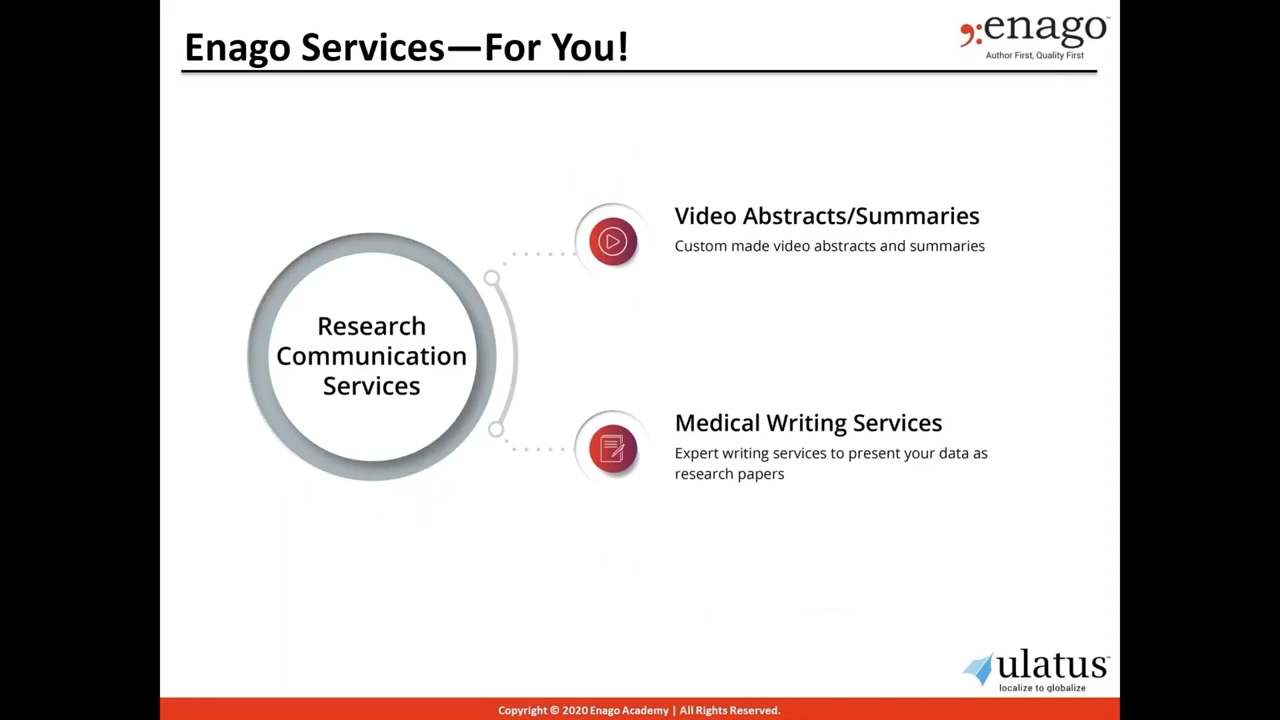 Enago Services—For You!
enago™
Author First, Quality First
Video Abstracts/Summaries
Custom made video abstracts and summaries
Research
Communication
Services
Medical Writing Services
Expert writing services to present your data as
research papers
ulatus™
localize to globalize
Copyright © 2020 Enago Academy | All Rights Reserved.